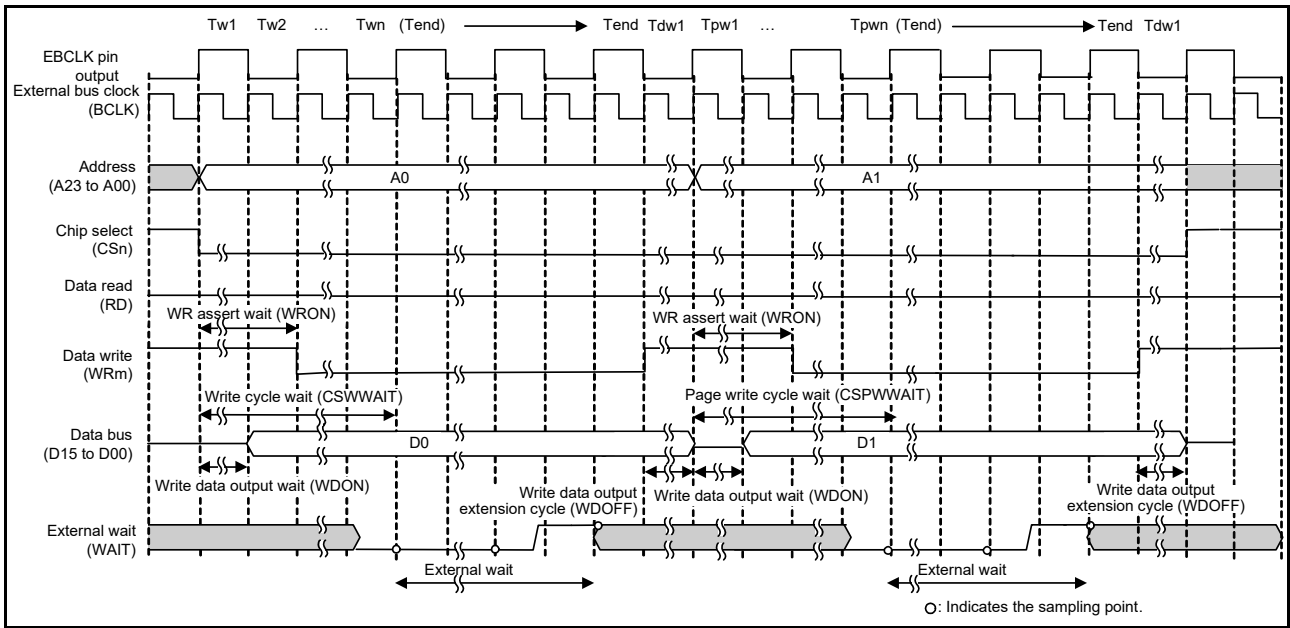 Tw1 Tw2 … Twn (Tend) Tend Tdw1 Tpw1 … Tpwn (Tend) Tend Tdw1
EBCLK pin
output
External bus clock
(BCLK)
Address
(A23 to A00)
A0 A1
Chip select
(CSn)
Data read
(RD)
WR assert wait (WRON) WR assert wait (WRON)
Data write
(WRm)
Write cycle wait (CSWWAIT) Page write cycle wait (CSPWWAIT)
Data bus
(D15 to D00)
D0 D1
Write data output wait (WDON) Write data output wait (WDON)
Write data output
extension cycle (WDOFF)
Write data output
extension cycle (WDOFF)
External wait
(WAIT)
External wait External wait
O: Indicates the sampling point.